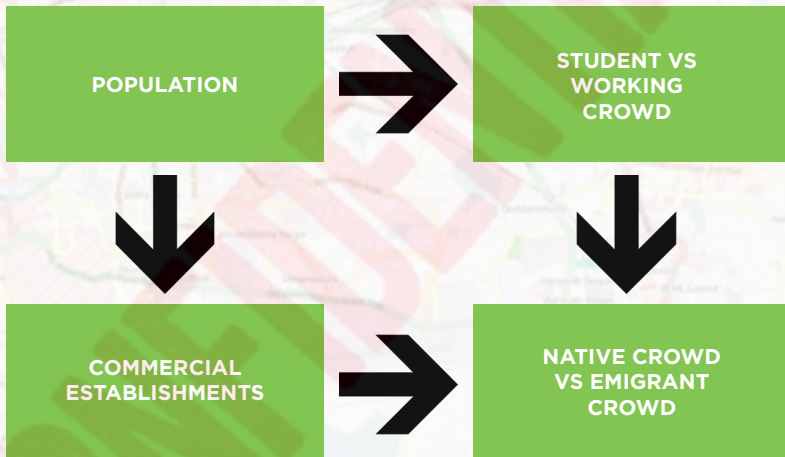 POPULATION
STUDENT VS
WORKING
CROWD
COMMERCIAL
ESTABLISHMENTS
NATIVE CROWD
VS EMIGRANT
CROWD